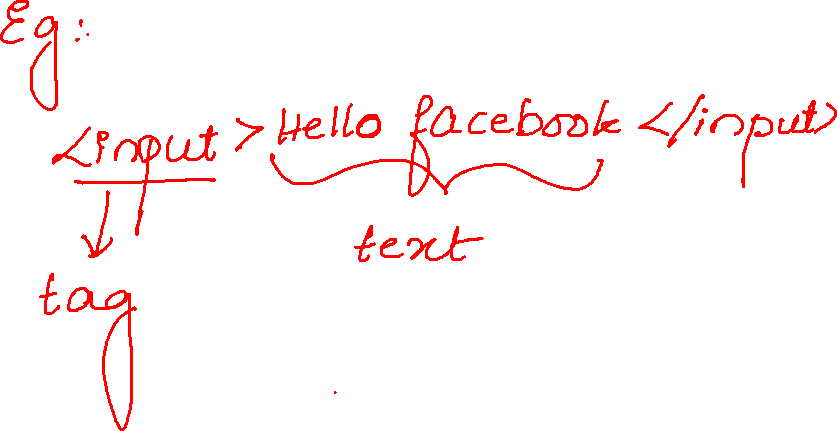 Eg:
<input>Hello facebook</input>
text
tag